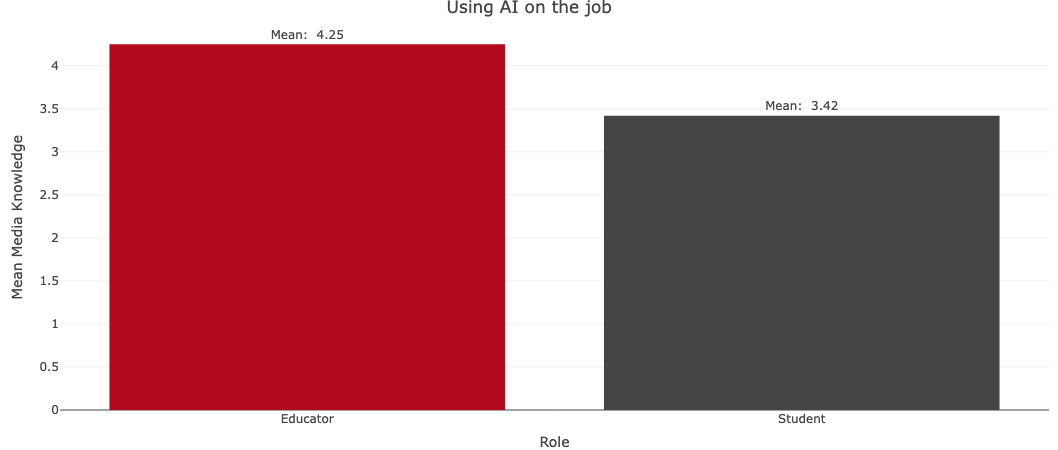 Using AI on the job
Mean: 4.25
Mean: 3.42
Mean Media Knowledge
4
3.5
3
2.5
2
1.5
1
0.5
0
Educator
Student
Role